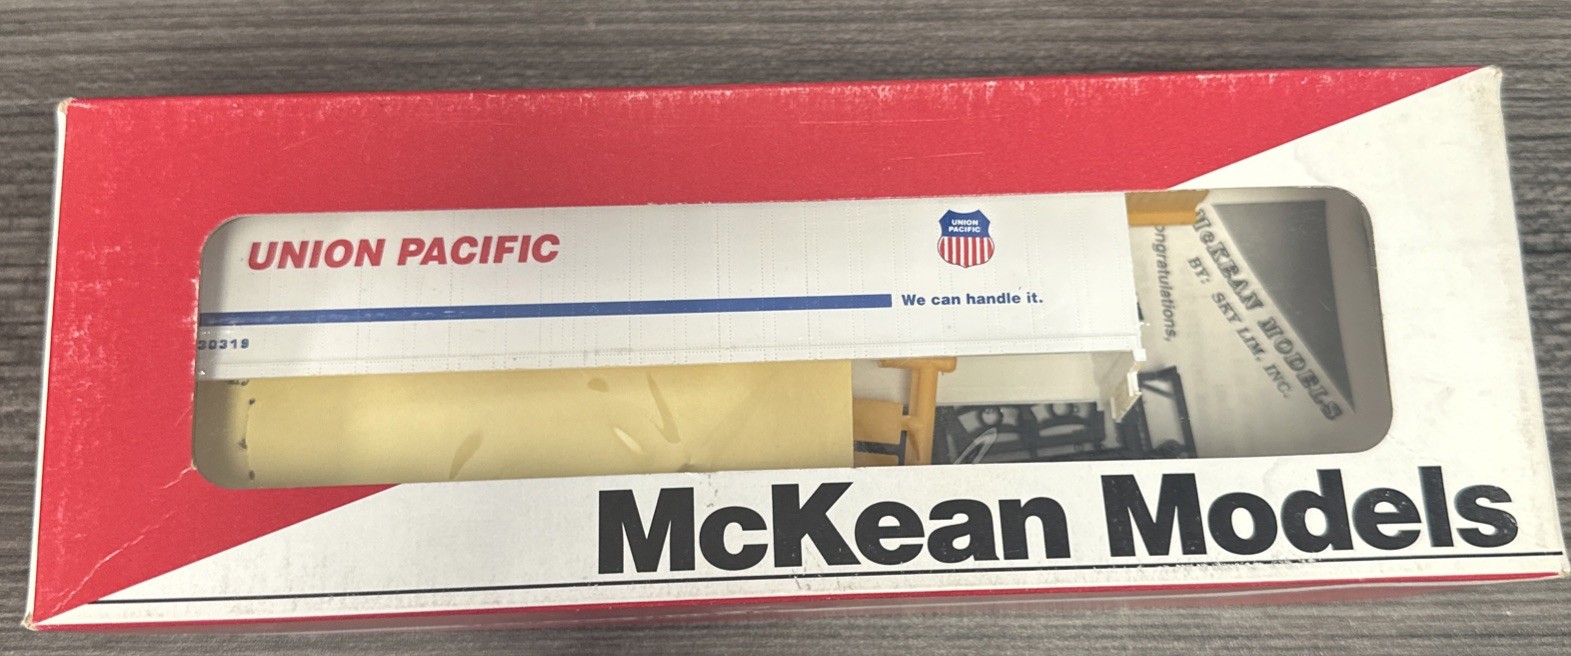 UNION PACIFIC
UNION
PACIFIC
We can handle it.
30319
ongratulations,
McKEAN MODELS
BY: SKY LIM. INC.
McKean Models